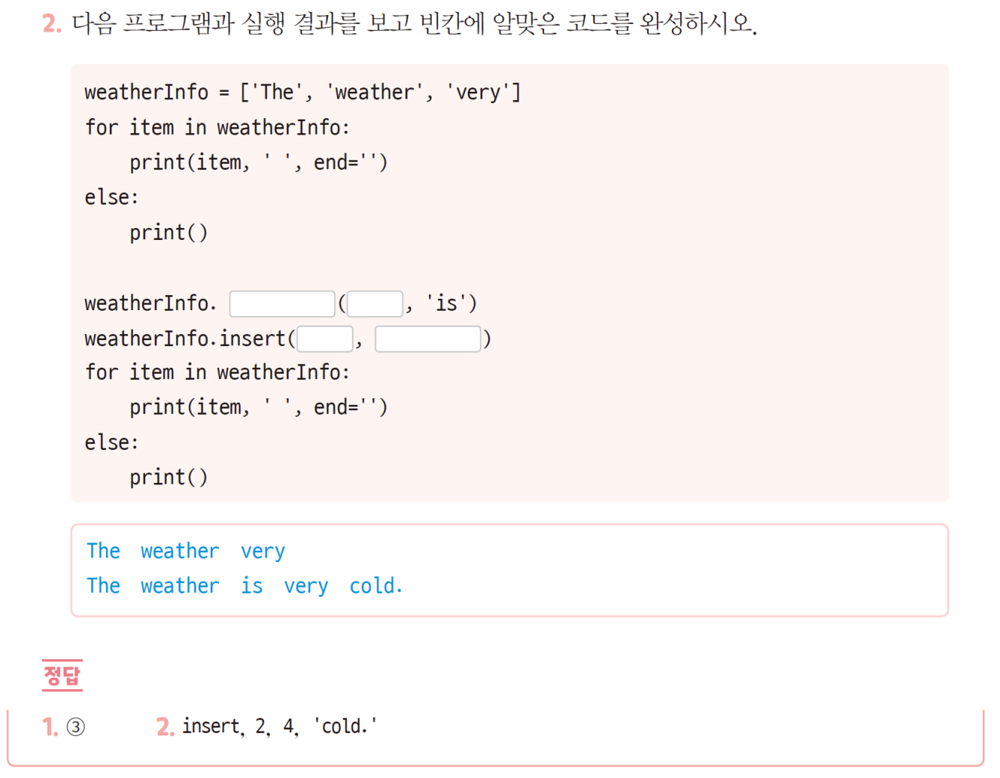 2. 다음 프로그램과 실행 결과를 보고 빈칸에 알맞은 코드를 완성하시오.
weatherInfo = ['The', 'weather', 'very']
for item in weatherInfo:
    print(item, ' ', end='')
else:
    print()
weatherInfo. ( , 'is')
weatherInfo.insert( , )
for item in weatherInfo:
    print(item, ' ', end='')
else:
    print()
The weather very
The weather is very cold.
정답
1. ③ 2. insert, 2, 4, 'cold.'